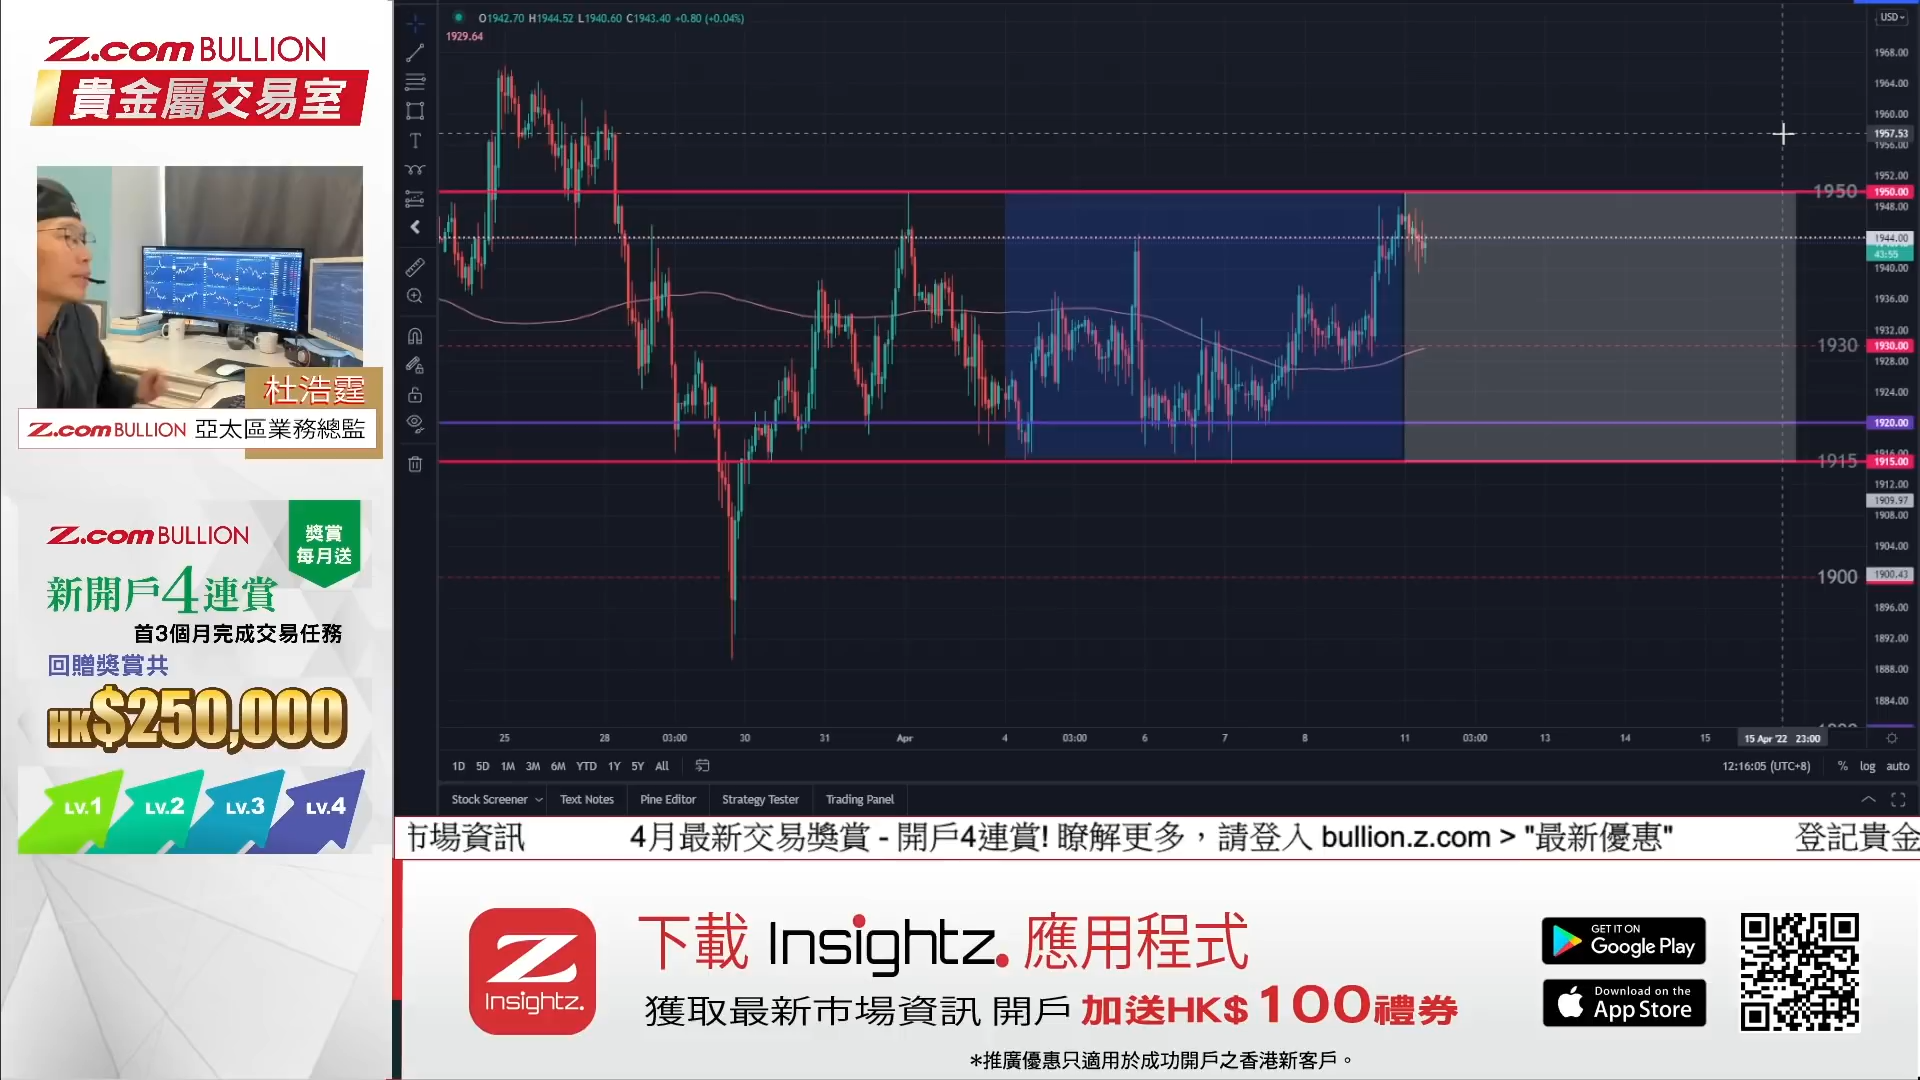 Z.com BULLION
貴金屬交易室
杜浩霆
Z.com BULLION 亞太區業務總監
Z.com BULLION
獎賞
每月送
新開戶4連賞
首3個月完成交易任務
回贈獎賞共
HK$250,000
LV.1 LV.2 LV.3 LV.4
O1942.70 H1944.52 L1940.60 C1943.40 +0.80 (+0.04%)
1929.64
USD
1968.00
1964.00
1960.00
1957.53
1956.00
1952.00
1950 1950.00
1948.00
1944.00
43:55
1940.00
1936.00
1932.00
1930 1930.00
1928.00
1924.00
1920.00
1916.00
1915 1915.00
1912.00
1909.97
1908.00
1904.00
1900 1900.43
1896.00
1892.00
1888.00
1884.00
25 28 03:00 30 31 Apr 4 03:00 6 7 8 11 03:00 13 14 15 15 Apr '22 23:00
1D 5D 1M 3M 6M YTD 1Y 5Y All 12:16:05 (UTC+8) % log auto
Stock Screener Text Notes Pine Editor Strategy Tester Trading Panel
市場資訊 4月最新交易獎賞 - 開戶4連賞! 瞭解更多，請登入 bullion.z.com > "最新優惠" 登記貴金
Z
Insightz.
下載 Insightz. 應用程式
獲取最新市場資訊 開戶 加送HK$100禮券
*推廣優惠只適用於成功開戶之香港新客戶。
GET IT ON
Google Play
Download on the
App Store